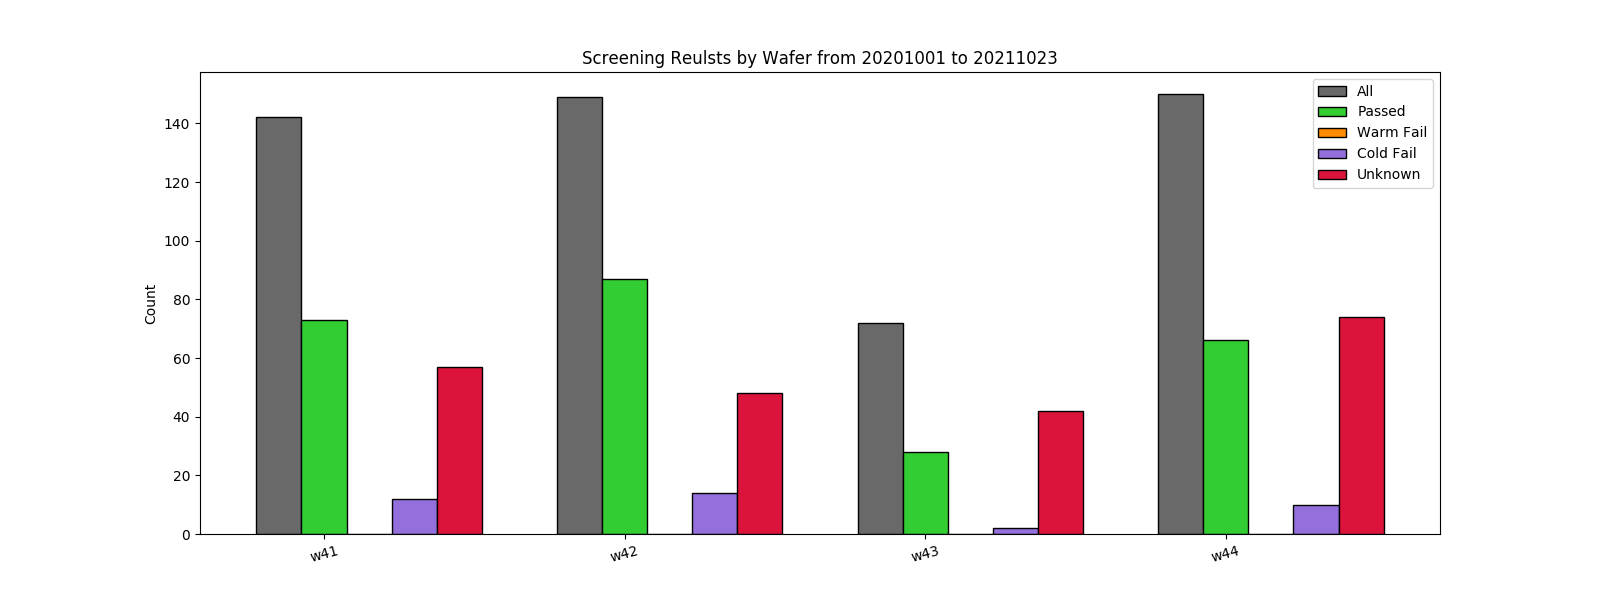 Screening Reulsts by Wafer from 20201001 to 20211023
All
Passed
Warm Fail
Cold Fail
Unknown
Count
140
120
100
80
60
40
20
0
w41 w42 w43 w44